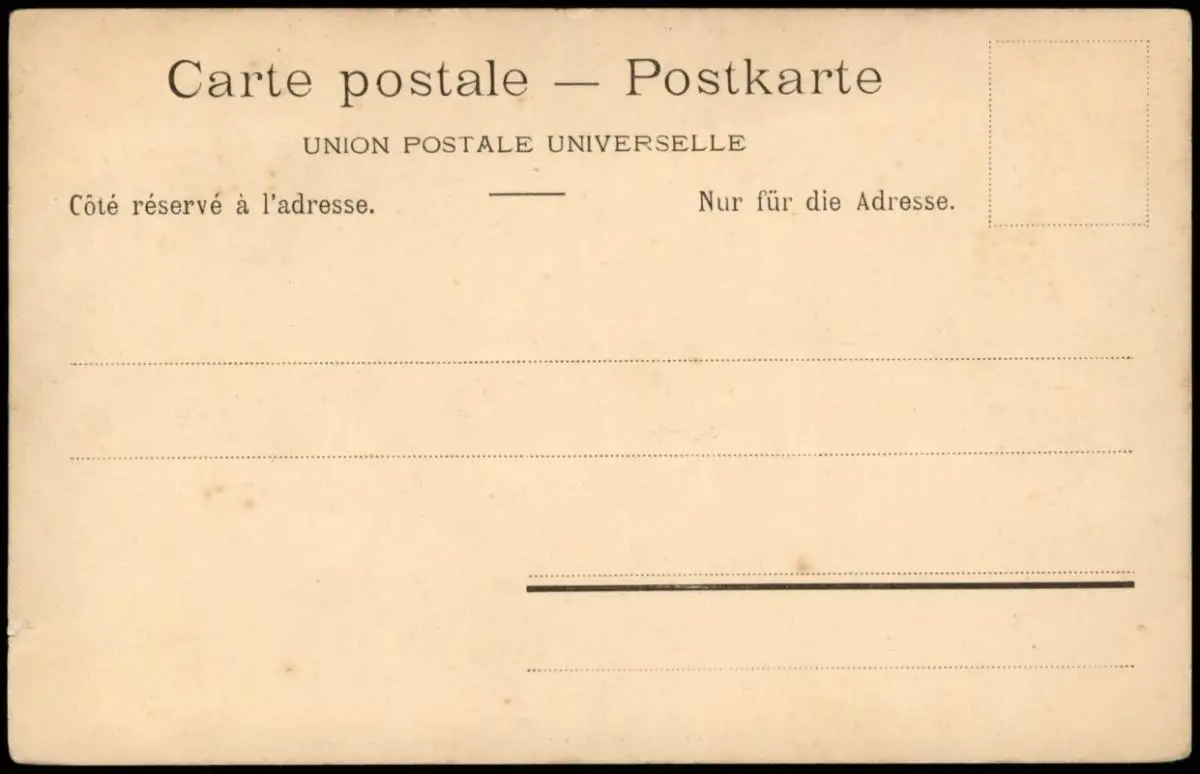 Carte postale — Postkarte
UNION POSTALE UNIVERSELLE
Côté réservé à l'adresse.
Nur für die Adresse.